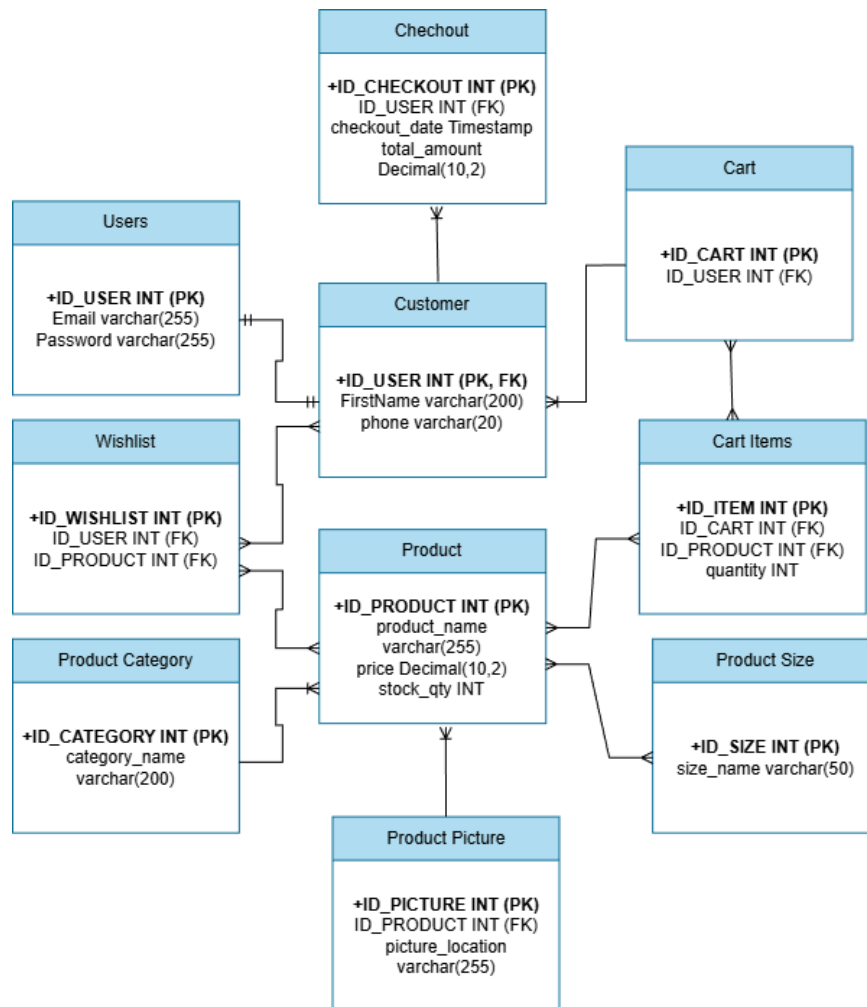 Chechout
+ID_CHECKOUT INT (PK)
ID_USER INT (FK)
checkout_date Timestamp
total_amount
Decimal(10,2)
Cart
+ID_CART INT (PK)
ID_USER INT (FK)
Users
+ID_USER INT (PK)
Email varchar(255)
Password varchar(255)
Customer
+ID_USER INT (PK, FK)
FirstName varchar(200)
phone varchar(20)
Wishlist
+ID_WISHLIST INT (PK)
ID_USER INT (FK)
ID_PRODUCT INT (FK)
Cart Items
+ID_ITEM INT (PK)
ID_CART INT (FK)
ID_PRODUCT INT (FK)
quantity INT
Product
+ID_PRODUCT INT (PK)
product_name
varchar(255)
price Decimal(10,2)
stock_qty INT
Product Category
+ID_CATEGORY INT (PK)
category_name
varchar(200)
Product Size
+ID_SIZE INT (PK)
size_name varchar(50)
Product Picture
+ID_PICTURE INT (PK)
ID_PRODUCT INT (FK)
picture_location
varchar(255)